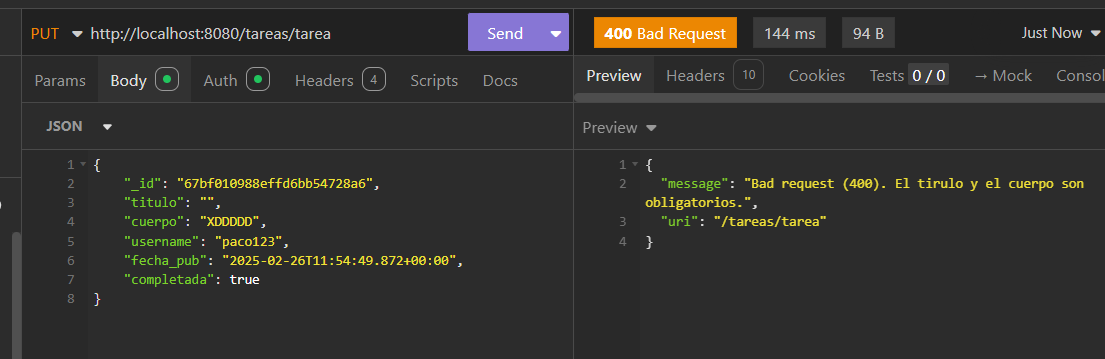 PUT http://localhost:8080/tareas/tarea Send
400 Bad Request 144 ms 94 B Just Now
Params Body Auth Headers 4 Scripts Docs
Preview Headers 10 Cookies Tests 0 / 0 → Mock Consol
JSON
Preview
1 {
2 "_id": "67bf010988effd6bb54728a6",
3 "titulo": "",
4 "cuerpo": "XDDDDD",
5 "username": "paco123",
6 "fecha_pub": "2025-02-26T11:54:49.872+00:00",
7 "completada": true
8 }
1 {
2 "message": "Bad request (400). El tirulo y el cuerpo son
obligatorios.",
3 "uri": "/tareas/tarea"
4 }